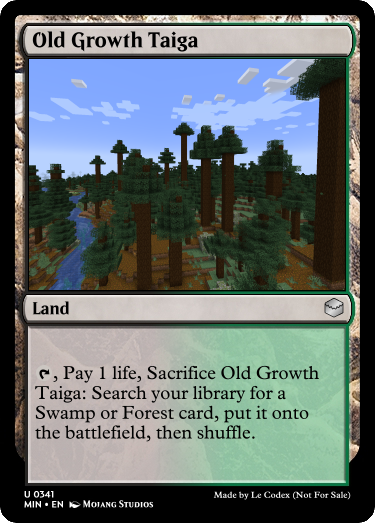 Old Growth Taiga
Land
, Pay 1 life, Sacrifice Old Growth
Taiga: Search your library for a
Swamp or Forest card, put it onto
the battlefield, then shuffle.
U 0341
MIN • EN Mojang Studios
Made by Le Codex (Not For Sale)